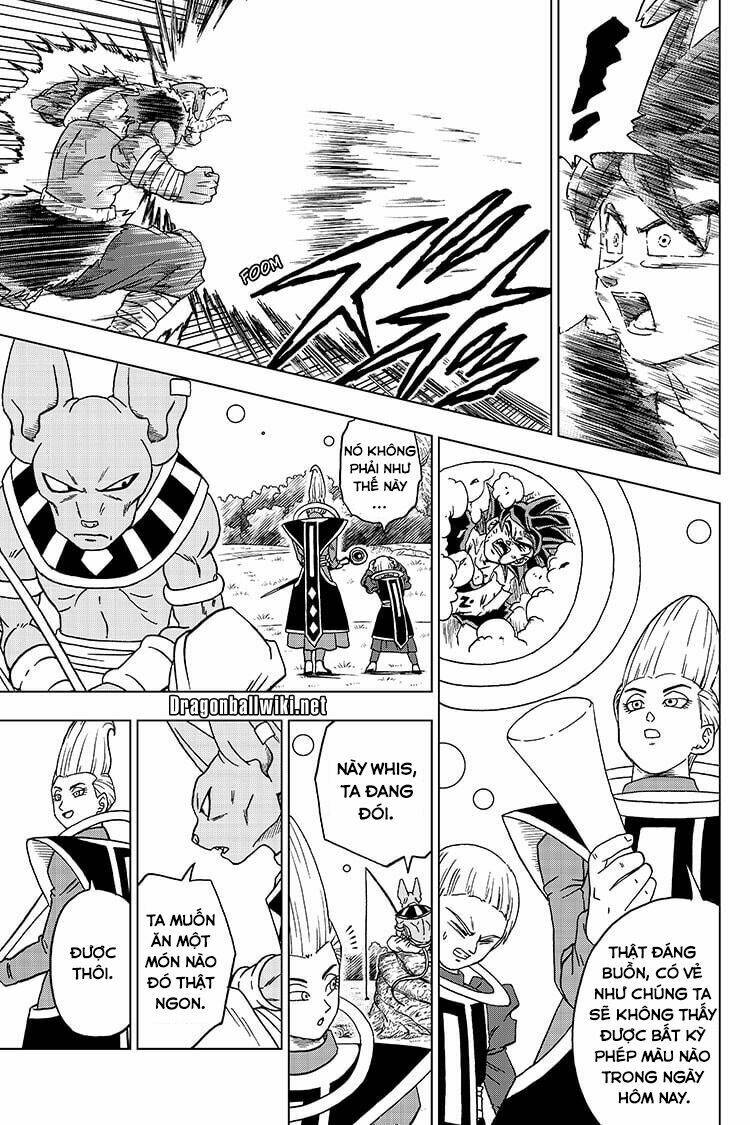 FOOM
THẬT ĐÁNG
BUỒN, CÓ VẺ
NHƯ CHÚNG TA
SẼ KHÔNG THẤY
ĐƯỢC BẤT KỲ
PHÉP MÀU NÀO
TRONG NGÀY
HÔM NAY.
NÓ KHÔNG
PHẢI NHƯ
THẾ NÀY
...
Dragonballwiki.net
NÀY WHIS,
TA ĐANG
ĐÓI.
TA MUỐN
ĂN MỘT
MÓN NÀO
ĐÓ THẬT
NGON.
ĐƯỢC
THÔI.